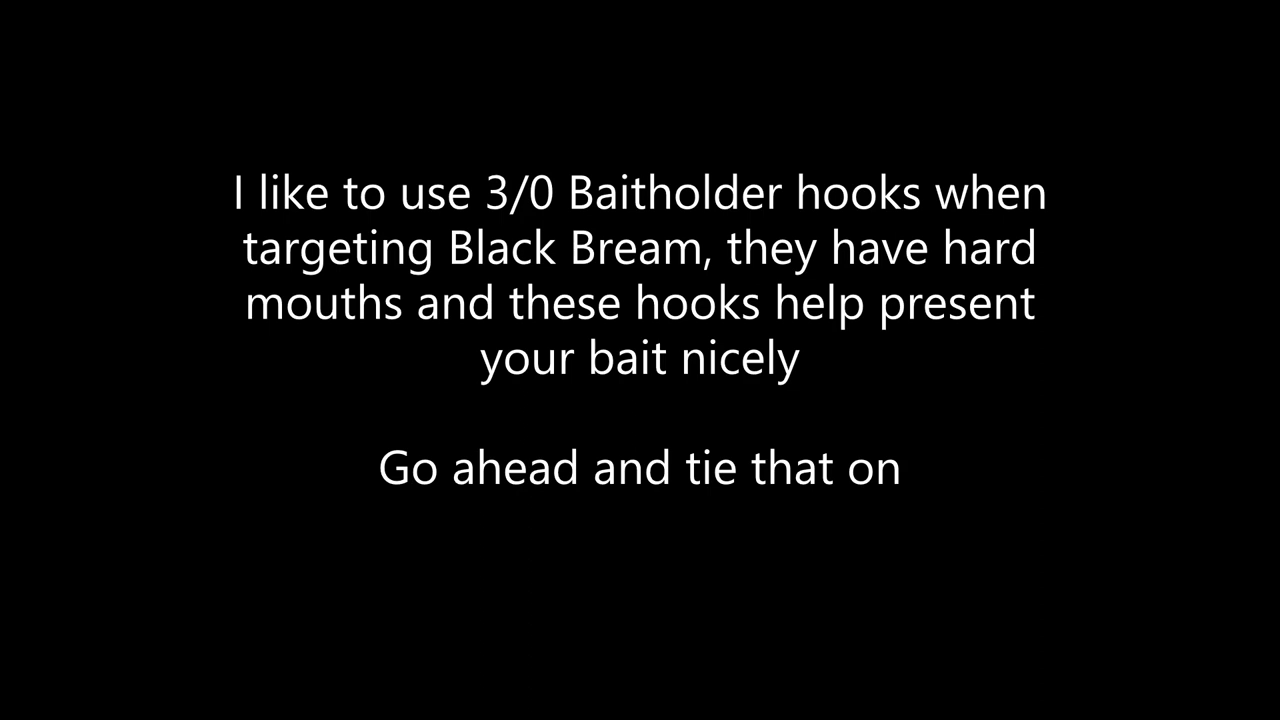 I like to use 3/0 Baitholder hooks when
targeting Black Bream, they have hard
mouths and these hooks help present
your bait nicely
Go ahead and tie that on